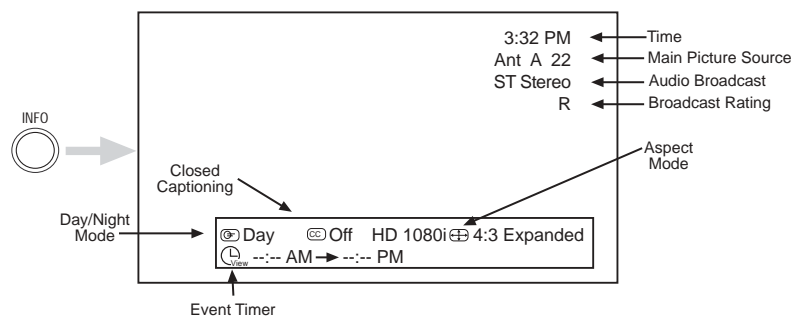 3:32 PM
Time
Ant A 22
Main Picture Source
ST Stereo
Audio Broadcast
R
Broadcast Rating
INFO
Aspect
Mode
Closed
Captioning
Day/Night
Mode
Day
CC Off
HD 1080i
4:3 Expanded
View
--:-- AM → --:-- PM
Event Timer